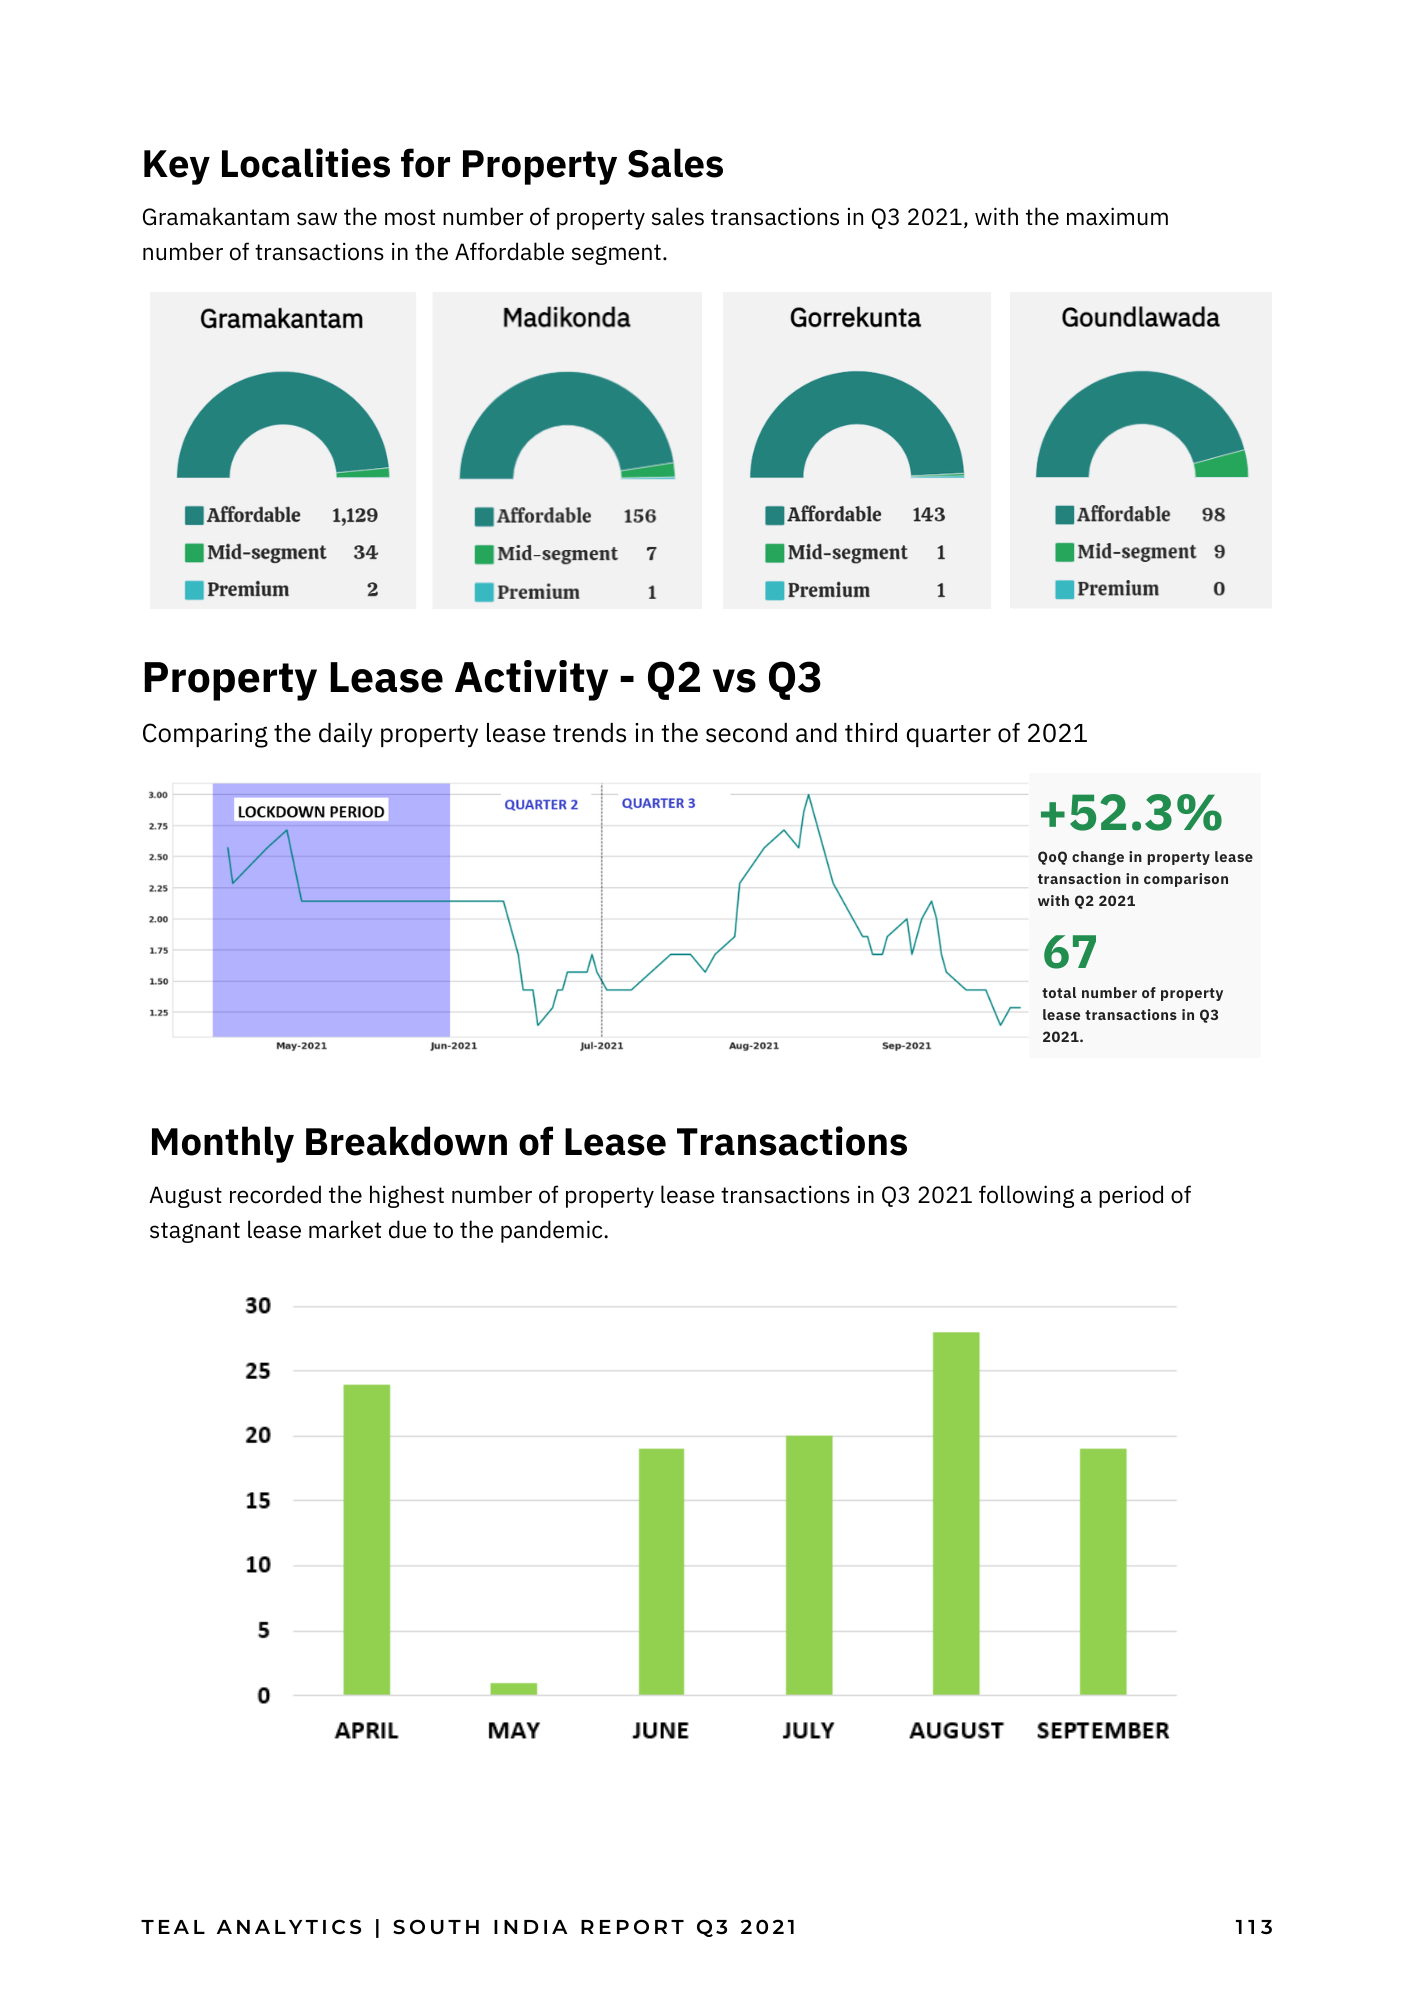 Key Localities for Property Sales
Gramakantam saw the most number of property sales transactions in Q3 2021, with the maximum
number of transactions in the Affordable segment.
Gramakantam
Affordable 1,129
Mid-segment 34
Premium 2
Madikonda
Affordable 156
Mid-segment 7
Premium 1
Gorrekunta
Affordable 143
Mid-segment 1
Premium 1
Goundlawada
Affordable 98
Mid-segment 9
Premium 0
Property Lease Activity - Q2 vs Q3
Comparing the daily property lease trends in the second and third quarter of 2021
LOCKDOWN PERIOD
QUARTER 2
QUARTER 3
3.00
2.75
2.50
2.25
2.00
1.75
1.50
1.25
May-2021
Jun-2021
Jul-2021
Aug-2021
Sep-2021
+52.3%
QoQ change in property lease
transaction in comparison
with Q2 2021
67
total number of property
lease transactions in Q3
2021.
Monthly Breakdown of Lease Transactions
August recorded the highest number of property lease transactions in Q3 2021 following a period of
stagnant lease market due to the pandemic.
30
25
20
15
10
5
0
APRIL
MAY
JUNE
JULY
AUGUST
SEPTEMBER
TEAL ANALYTICS | SOUTH INDIA REPORT Q3 2021
113